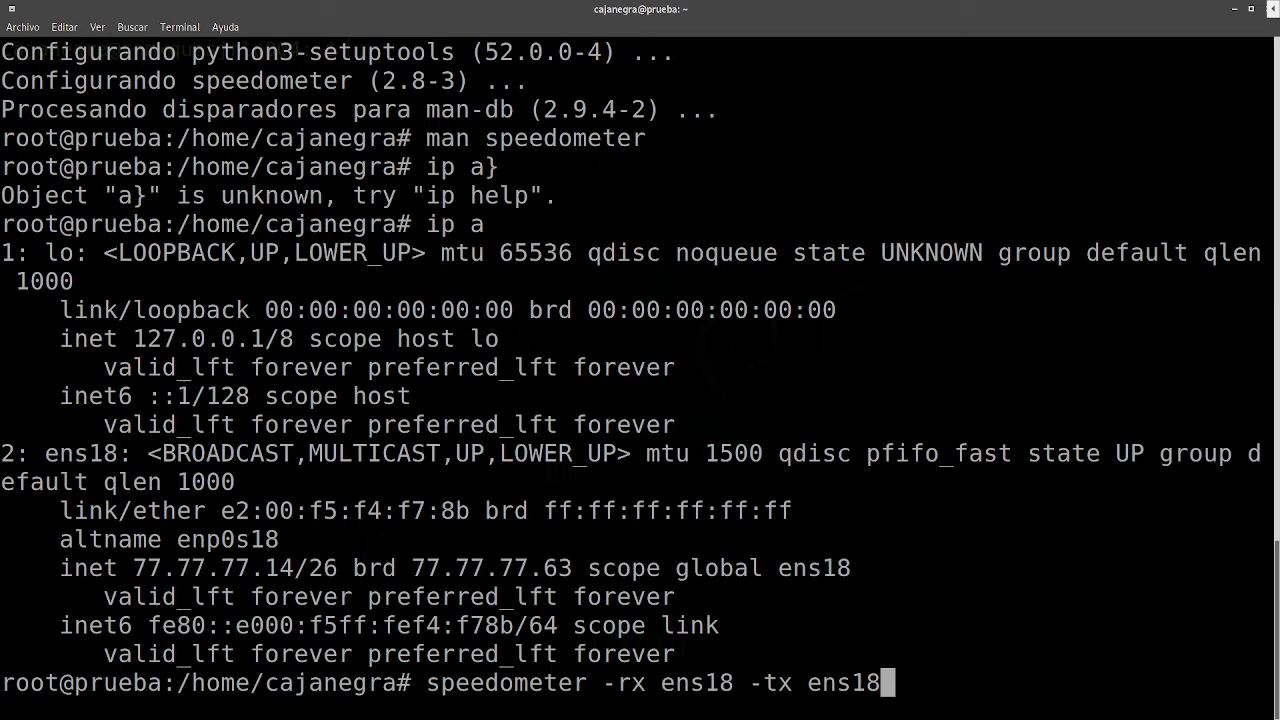 cajanegra@prueba: ~
Archivo Editar Ver Buscar Terminal Ayuda
Configurando python3-setuptools (52.0.0-4) ...
Configurando speedometer (2.8-3) ...
Procesando disparadores para man-db (2.9.4-2) ...
root@prueba:/home/cajanegra# man speedometer
root@prueba:/home/cajanegra# ip a}
Object "a}" is unknown, try "ip help".
root@prueba:/home/cajanegra# ip a
1: lo: <LOOPBACK,UP,LOWER_UP> mtu 65536 qdisc noqueue state UNKNOWN group default qlen
 1000
    link/loopback 00:00:00:00:00:00 brd 00:00:00:00:00:00
    inet 127.0.0.1/8 scope host lo
       valid_lft forever preferred_lft forever
    inet6 ::1/128 scope host
       valid_lft forever preferred_lft forever
2: ens18: <BROADCAST,MULTICAST,UP,LOWER_UP> mtu 1500 qdisc pfifo_fast state UP group d
efault qlen 1000
    link/ether e2:00:f5:f4:f7:8b brd ff:ff:ff:ff:ff:ff
    altname enp0s18
    inet 77.77.77.14/26 brd 77.77.77.63 scope global ens18
       valid_lft forever preferred_lft forever
    inet6 fe80::e000:f5ff:fef4:f78b/64 scope link
       valid_lft forever preferred_lft forever
root@prueba:/home/cajanegra# speedometer -rx ens18 -tx ens18